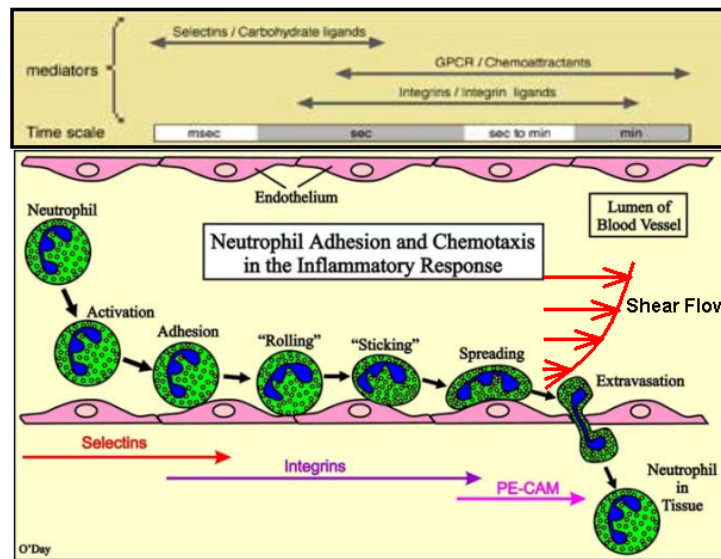 Selectins / Carbohydrate ligands
mediators
GPCR / Chemoattractants
Integrins / Integrin ligands
Time scale
msec
sec
sec to min
min
Endothelium
Neutrophil
Lumen of
Blood Vessel
Neutrophil Adhesion and Chemotaxis
in the Inflammatory Response
Shear Flow
Activation
Adhesion
"Rolling"
"Sticking"
Spreading
Extravasation
Selectins
Integrins
PE-CAM
Neutrophil
in
Tissue
O'Day